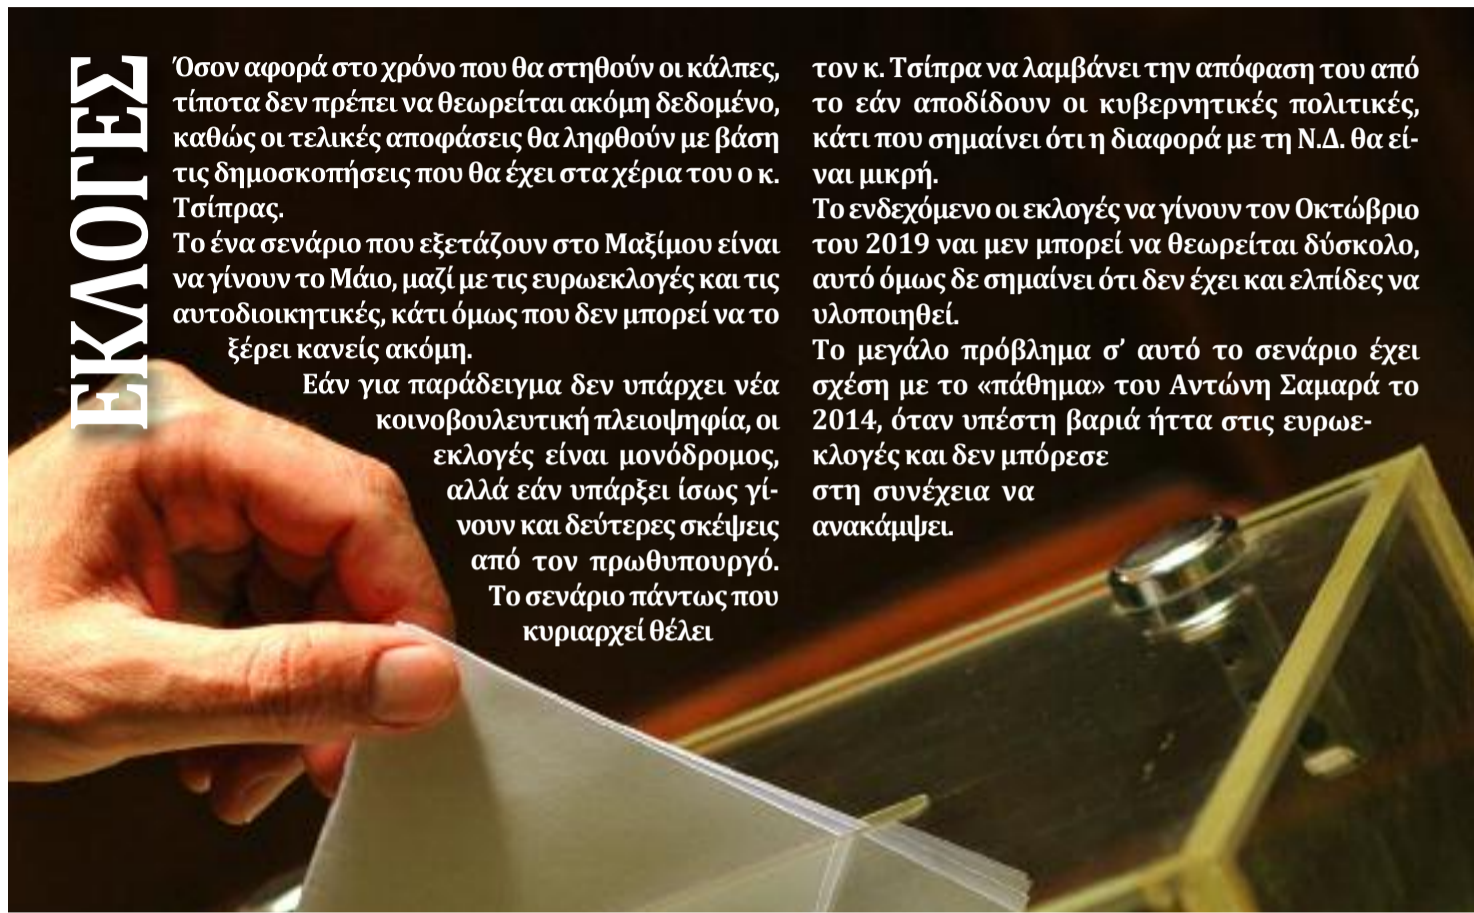 ΕΚΛΟΓΕΣ
Όσον αφορά στο χρόνο που θα στηθούν οι κάλπες,
τίποτα δεν πρέπει να θεωρείται ακόμη δεδομένο,
καθώς οι τελικές αποφάσεις θα ληφθούν με βάση
τις δημοσκοπήσεις που θα έχει στα χέρια του ο κ.
Τσίπρας.
Το ένα σενάριο που εξετάζουν στο Μαξίμου είναι
να γίνουν το Μάιο, μαζί με τις ευρωεκλογές και τις
αυτοδιοικητικές, κάτι όμως που δεν μπορεί να το
ξέρει κανείς ακόμη.
Εάν για παράδειγμα δεν υπάρχει νέα
κοινοβουλευτική πλειοψηφία, οι
εκλογές είναι μονόδρομος,
αλλά εάν υπάρξει ίσως γί-
νουν και δεύτερες σκέψεις
από τον πρωθυπουργό.
Το σενάριο πάντως που
κυριαρχεί θέλει
τον κ. Τσίπρα να λαμβάνει την απόφαση του από
το εάν αποδίδουν οι κυβερνητικές πολιτικές,
κάτι που σημαίνει ότι η διαφορά με τη Ν.Δ. θα εί-
ναι μικρή.
Το ενδεχόμενο οι εκλογές να γίνουν τον Οκτώβριο
του 2019 ναι μεν μπορεί να θεωρείται δύσκολο,
αυτό όμως δε σημαίνει ότι δεν έχει και ελπίδες να
υλοποιηθεί.
Το μεγάλο πρόβλημα σ’ αυτό το σενάριο έχει
σχέση με το «πάθημα» του Αντώνη Σαμαρά το
2014, όταν υπέστη βαριά ήττα στις ευρωε-
κλογές και δεν μπόρεσε
στη συνέχεια να
ανακάμψει.